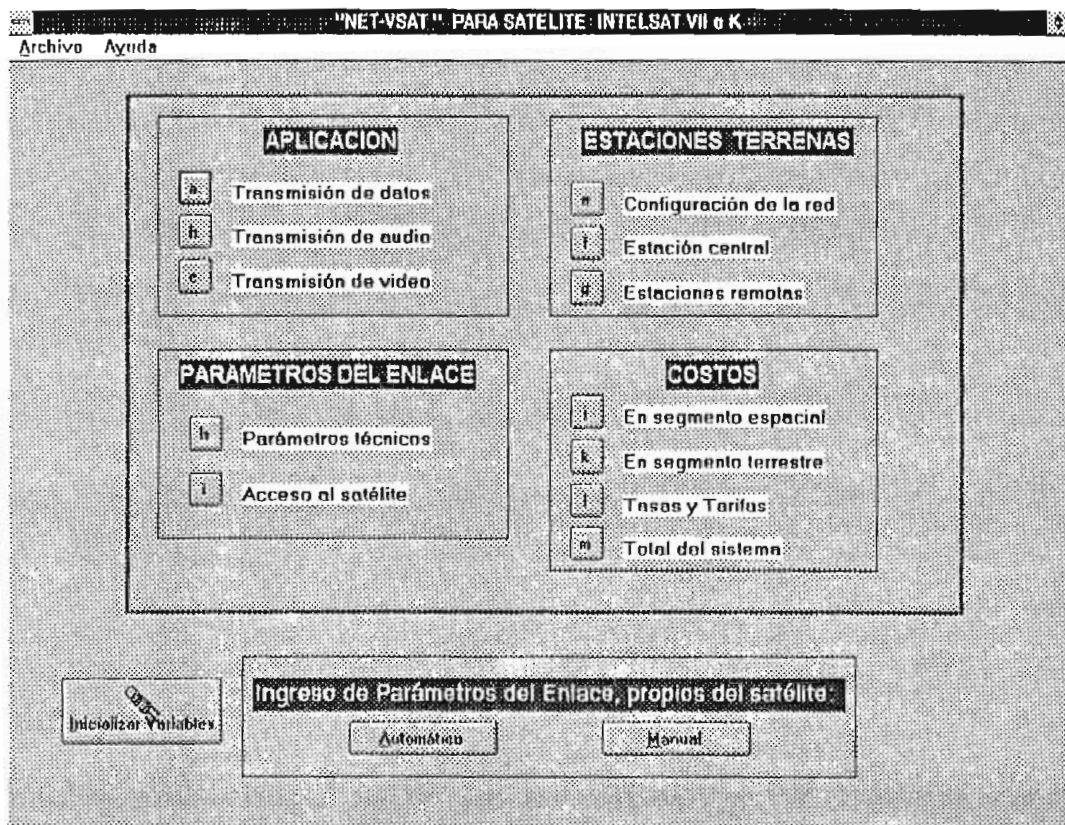 "NET-VSAT" PARA SATELITE: INTELSAT VII o K
Archivo Ayuda
APLICACION
a Transmisión de datos
b Transmisión de audio
c Transmisión de video
ESTACIONES TERRENAS
e Configuración de la red
f Estación central
g Estaciones remotas
PARAMETROS DEL ENLACE
h Parámetros técnicos
i Acceso al satélite
COSTOS
j En segmento espacial
k En segmento terrestre
l Tasas y Tarifas
m Total del sistema
Inicializar Variables
Ingreso de Parámetros del Enlace, propios del satélite:
Automático
Manual